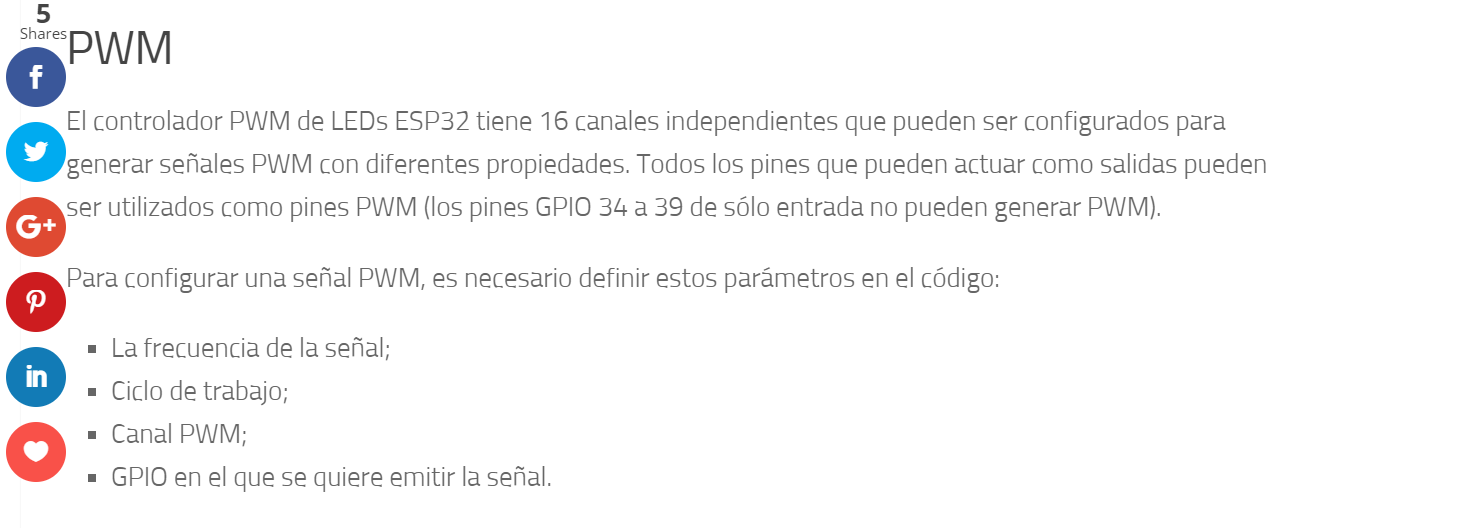 5
Shares
PWM
El controlador PWM de LEDs ESP32 tiene 16 canales independientes que pueden ser configurados para
generar señales PWM con diferentes propiedades. Todos los pines que pueden actuar como salidas pueden
ser utilizados como pines PWM (los pines GPIO 34 a 39 de sólo entrada no pueden generar PWM).
Para configurar una señal PWM, es necesario definir estos parámetros en el código:
▪ La frecuencia de la señal;
▪ Ciclo de trabajo;
▪ Canal PWM;
▪ GPIO en el que se quiere emitir la señal.
f
G+
in